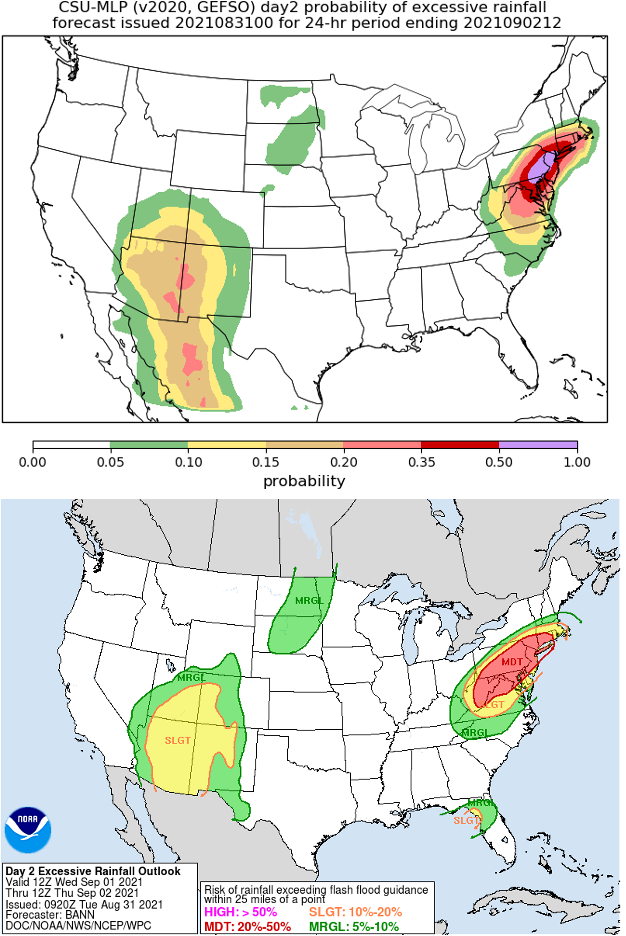 CSU-MLP (v2020, GEFSO) day2 probability of excessive rainfall
forecast issued 2021083100 for 24-hr period ending 2021090212
0.00 0.05 0.10 0.15 0.20 0.35 0.50 1.00
probability
MRGL
MRGL
MDT
SLGT
SLGT
MRGL
MRGL
SLGT
NOAA
Day 2 Excessive Rainfall Outlook
Valid 12Z Wed Sep 01 2021
Thru 12Z Thu Sep 02 2021
Issued: 0920Z Tue Aug 31 2021
Forecaster: BANN
DOC/NOAA/NWS/NCEP/WPC
Risk of rainfall exceeding flash flood guidance
within 25 miles of a point
HIGH: > 50% SLGT: 10%-20%
MDT: 20%-50% MRGL: 5%-10%